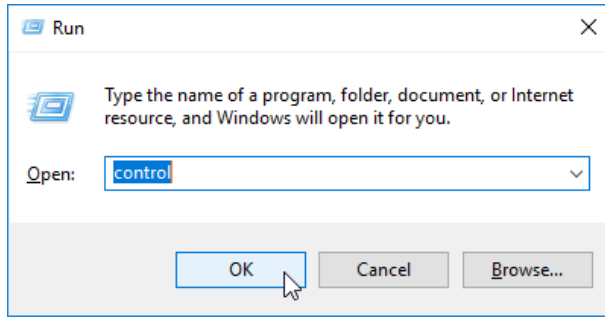 Run
Type the name of a program, folder, document, or Internet
resource, and Windows will open it for you.
Open: control
OK Cancel Browse...